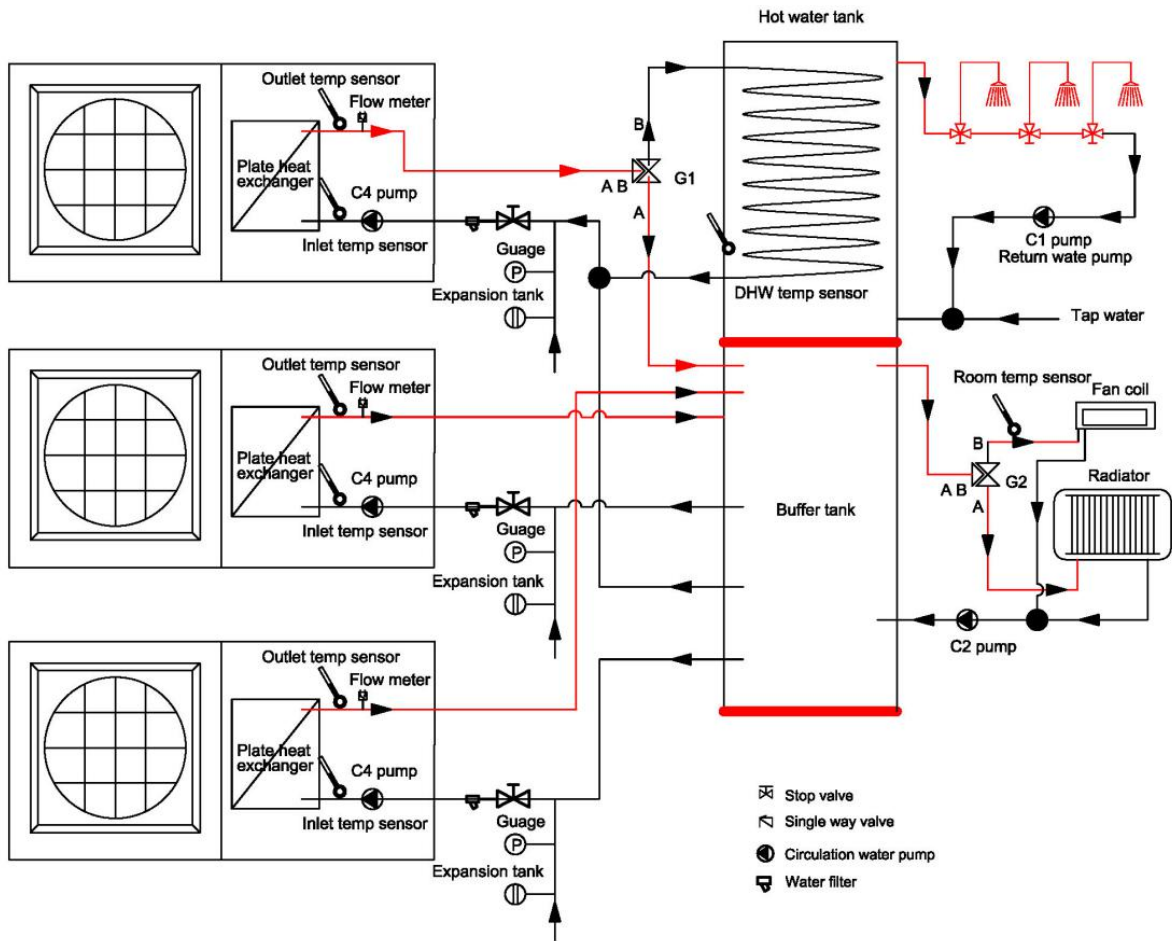 Hot water tank
Outlet temp sensor
Flow meter
B
Plate heat
exchanger
A B
G1
C4 pump
A
Inlet temp sensor
Guage
P
C1 pump
Return wate pump
Expansion tank
DHW temp sensor
Tap water
Outlet temp sensor
Flow meter
Room temp sensor
Fan coil
B
Plate heat
exchanger
C4 pump
A B
G2
Radiator
A
Inlet temp sensor
Guage
Buffer tank
P
Expansion tank
C2 pump
Outlet temp sensor
Flow meter
Plate heat
exchanger
C4 pump
Inlet temp sensor
Guage
P
Expansion tank
Stop valve
Single way valve
Circulation water pump
Water filter